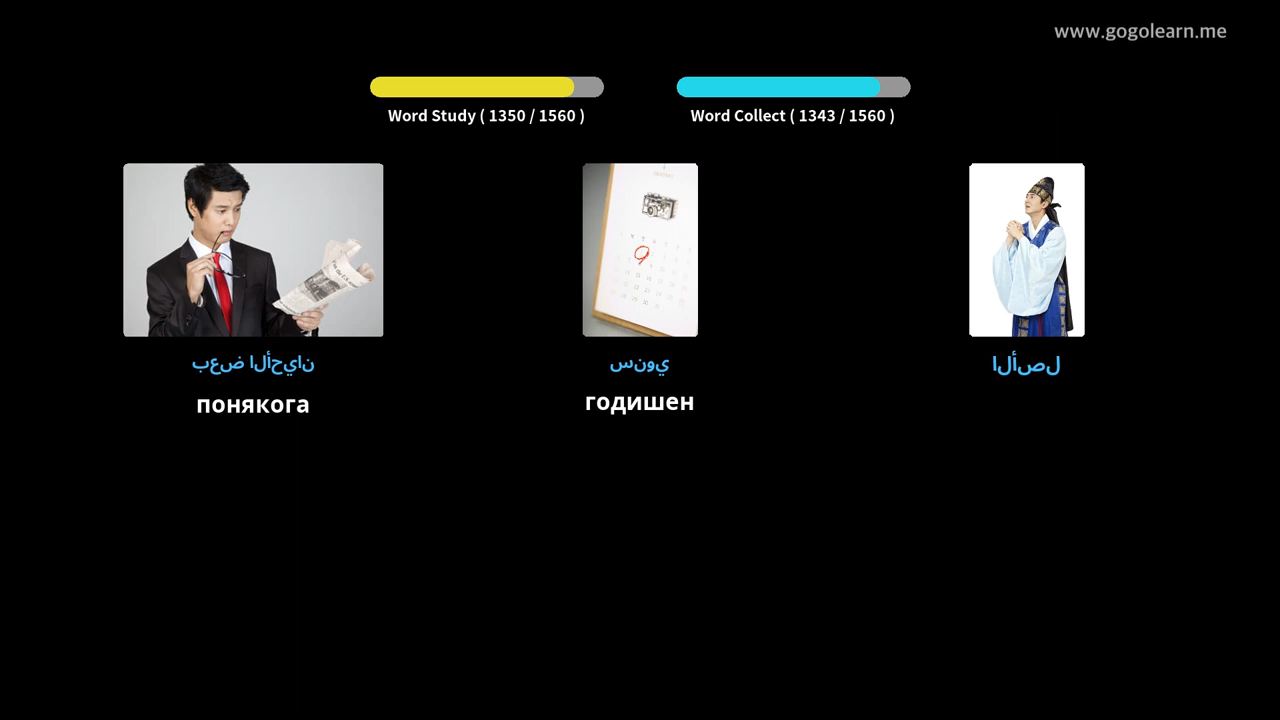 www.gogolearn.me
Word Study ( 1350 / 1560 )
Word Collect ( 1343 / 1560 )
بعض الأحيان
понякога
سنوي
годишен
الأصل